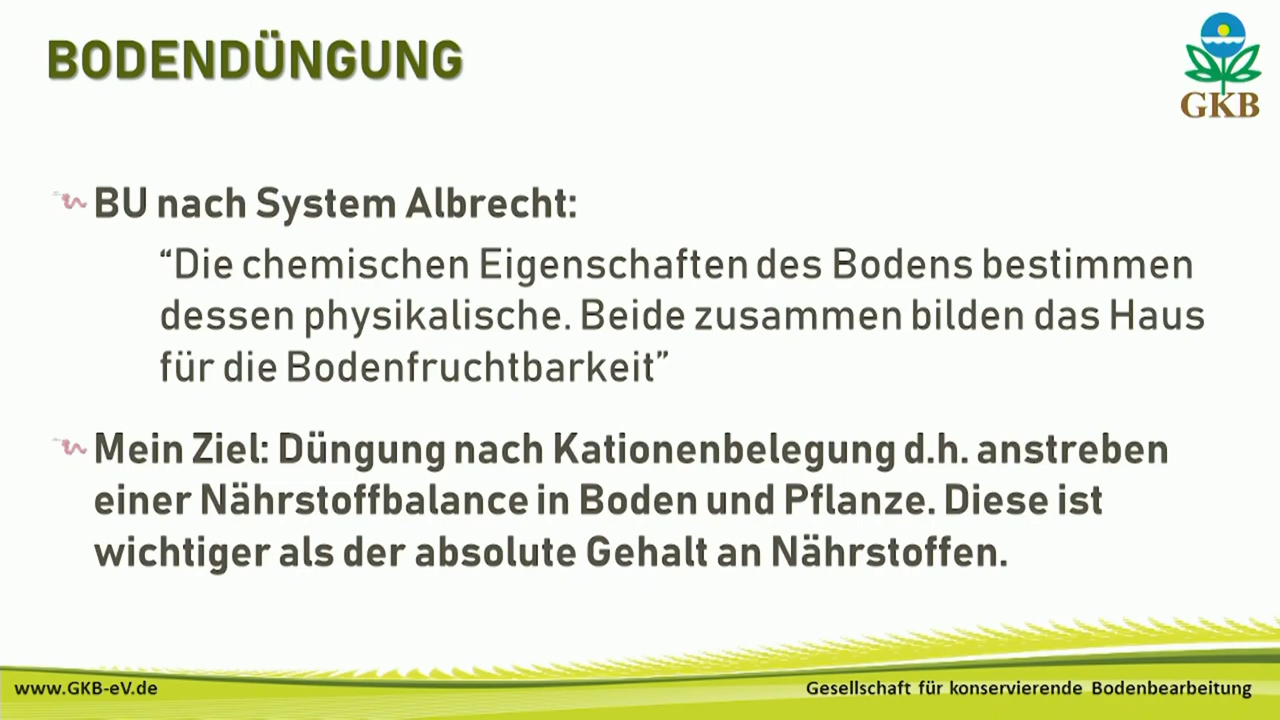 BODENDÜNGUNG
GKB
BU nach System Albrecht:
“Die chemischen Eigenschaften des Bodens bestimmen
dessen physikalische. Beide zusammen bilden das Haus
für die Bodenfruchtbarkeit”
Mein Ziel: Düngung nach Kationenbelegung d.h. anstreben
einer Nährstoffbalance in Boden und Pflanze. Diese ist
wichtiger als der absolute Gehalt an Nährstoffen.
www.GKB-eV.de
Gesellschaft für konservierende Bodenbearbeitung